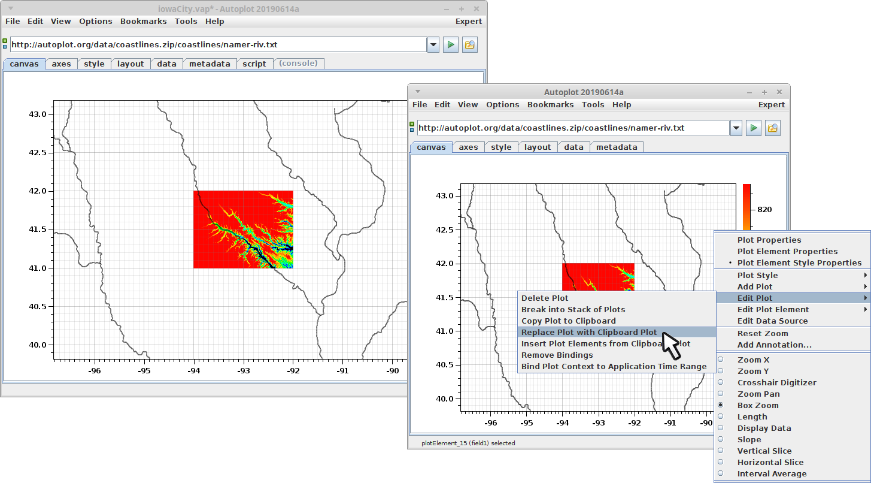 iowaCity.vap* - Autoplot 20190614a
File Edit View Options Bookmarks Tools Help Expert
http://autoplot.org/data/coastlines.zip/coastlines/namer-riv.txt
canvas axes style layout data metadata script (console)
43.0
42.5
42.0
41.5
41.0
40.5
40.0
-95 -94 -93 -92 -91 -90
Autoplot 20190614a
File Edit View Options Bookmarks Tools Help Expert
http://autoplot.org/data/coastlines.zip/coastlines/namer-riv.txt
canvas axes style layout data metadata
43.0
42.5
42.0
41.5
41.0
40.5
40.0
-96 -95 -94 -93 -92 -91 -90
820
plotElement_15 (field1) selected
Delete Plot
Break into Stack of Plots
Copy Plot to Clipboard
Replace Plot with Clipboard Plot
Insert Plot Elements from Clipboa lot
Remove Bindings
Bind Plot Context to Application Time Range
Plot Properties
Plot Element Properties
• Plot Element Style Properties
Plot Style
Add Plot
Edit Plot
Edit Plot Element
Edit Data Source
Reset Zoom
Add Annotation...
Zoom X
Zoom Y
Crosshair Digitizer
Zoom Pan
Box Zoom
Length
Display Data
Slope
Vertical Slice
Horizontal Slice
Interval Average